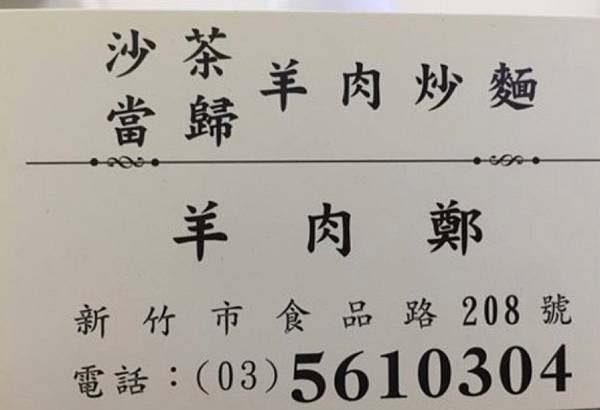 沙茶
當歸
羊肉炒麵
羊肉鄭
新竹市食品路208號
電話：(03)5610304